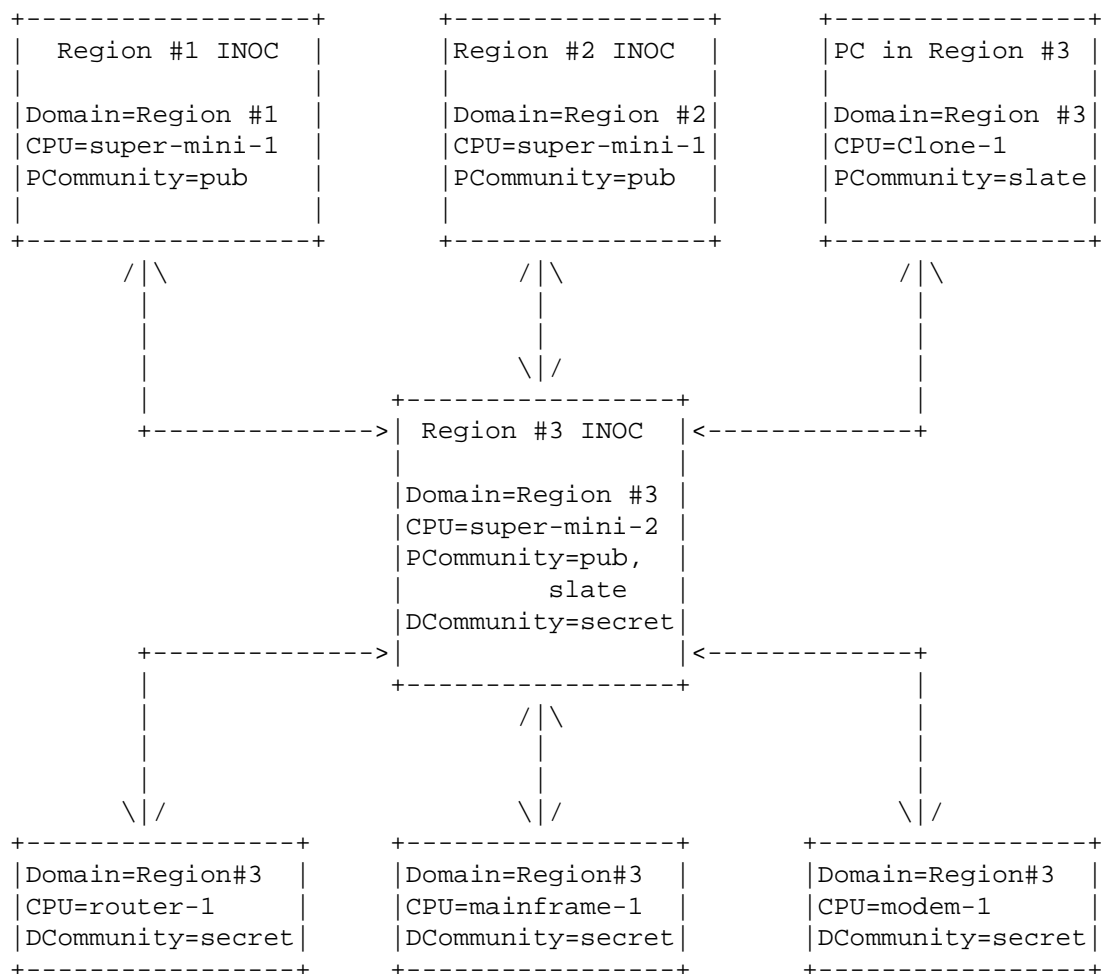 Region #1 INOC
Region #2 INOC
PC in Region #3
Domain=Region #1
Domain=Region #2
Domain=Region #3
CPU=super-mini-1
CPU=super-mini-1
CPU=Clone-1
PCommunity=pub
PCommunity=pub
PCommunity=slate
Region #3 INOC
Domain=Region #3
CPU=super-mini-2
PCommunity=pub,
slate
DCommunity=secret
Domain=Region#3
Domain=Region#3
Domain=Region#3
CPU=router-1
CPU=mainframe-1
CPU=modem-1
DCommunity=secret
DCommunity=secret
DCommunity=secret